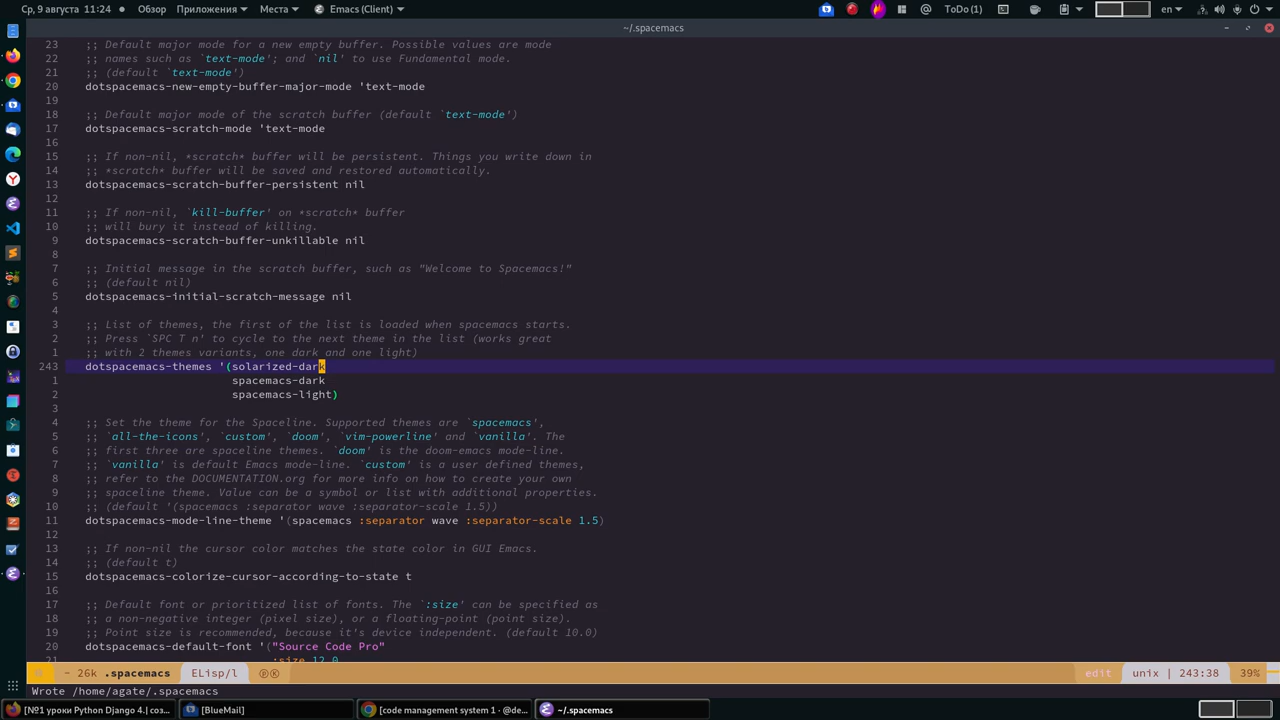 Ср, 9 августа 11:24 Обзор Приложения Места Emacs (Client) ToDo (1) en
~/.spacemacs
23 ;; Default major mode for a new empty buffer. Possible values are mode
22 ;; names such as `text-mode'; and `nil' to use Fundamental mode.
21 ;; (default `text-mode')
20 dotspacemacs-new-empty-buffer-major-mode 'text-mode
19
18 ;; Default major mode of the scratch buffer (default `text-mode')
17 dotspacemacs-scratch-mode 'text-mode
16
15 ;; If non-nil, *scratch* buffer will be persistent. Things you write down in
14 ;; *scratch* buffer will be saved and restored automatically.
13 dotspacemacs-scratch-buffer-persistent nil
12
11 ;; If non-nil, `kill-buffer' on *scratch* buffer
10 ;; will bury it instead of killing.
9 dotspacemacs-scratch-buffer-unkillable nil
8
7 ;; Initial message in the scratch buffer, such as "Welcome to Spacemacs!"
6 ;; (default nil)
5 dotspacemacs-initial-scratch-message nil
4
3 ;; List of themes, the first of the list is loaded when spacemacs starts.
2 ;; Press `SPC T n' to cycle to the next theme in the list (works great
1 ;; with 2 themes variants, one dark and one light)
243 dotspacemacs-themes '(solarized-dark
1 spacemacs-dark
2 spacemacs-light)
3
4 ;; Set the theme for the Spaceline. Supported themes are `spacemacs',
5 ;; `all-the-icons', `custom', `doom', `vim-powerline' and `vanilla'. The
6 ;; first three are spaceline themes. `doom' is the doom-emacs mode-line.
7 ;; `vanilla' is default Emacs mode-line. `custom' is a user defined themes,
8 ;; refer to the DOCUMENTATION.org for more info on how to create your own
9 ;; spaceline theme. Value can be a symbol or list with additional properties.
10 ;; (default '(spacemacs :separator wave :separator-scale 1.5))
11 dotspacemacs-mode-line-theme '(spacemacs :separator wave :separator-scale 1.5)
12
13 ;; If non-nil the cursor color matches the state color in GUI Emacs.
14 ;; (default t)
15 dotspacemacs-colorize-cursor-according-to-state t
16
17 ;; Default font or prioritized list of fonts. The `:size' can be specified as
18 ;; a non-negative integer (pixel size), or a floating-point (point size).
19 ;; Point size is recommended, because it's device independent. (default 10.0)
20 dotspacemacs-default-font '("Source Code Pro"
21 :size 12.0
- 26k .spacemacs ELisp/l ⓟⓀ edit unix | 243:38 39%
Wrote /home/agate/.spacemacs
[№1 уроки Python Django 4.| соз... [BlueMail] [code management system 1 · @de... ~/.spacemacs